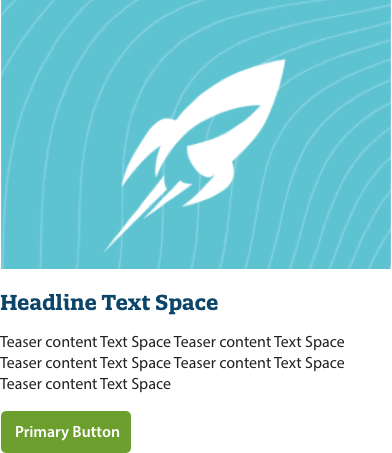 Headline Text Space
Teaser content Text Space Teaser content Text Space
Teaser content Text Space Teaser content Text Space
Teaser content Text Space
Primary Button